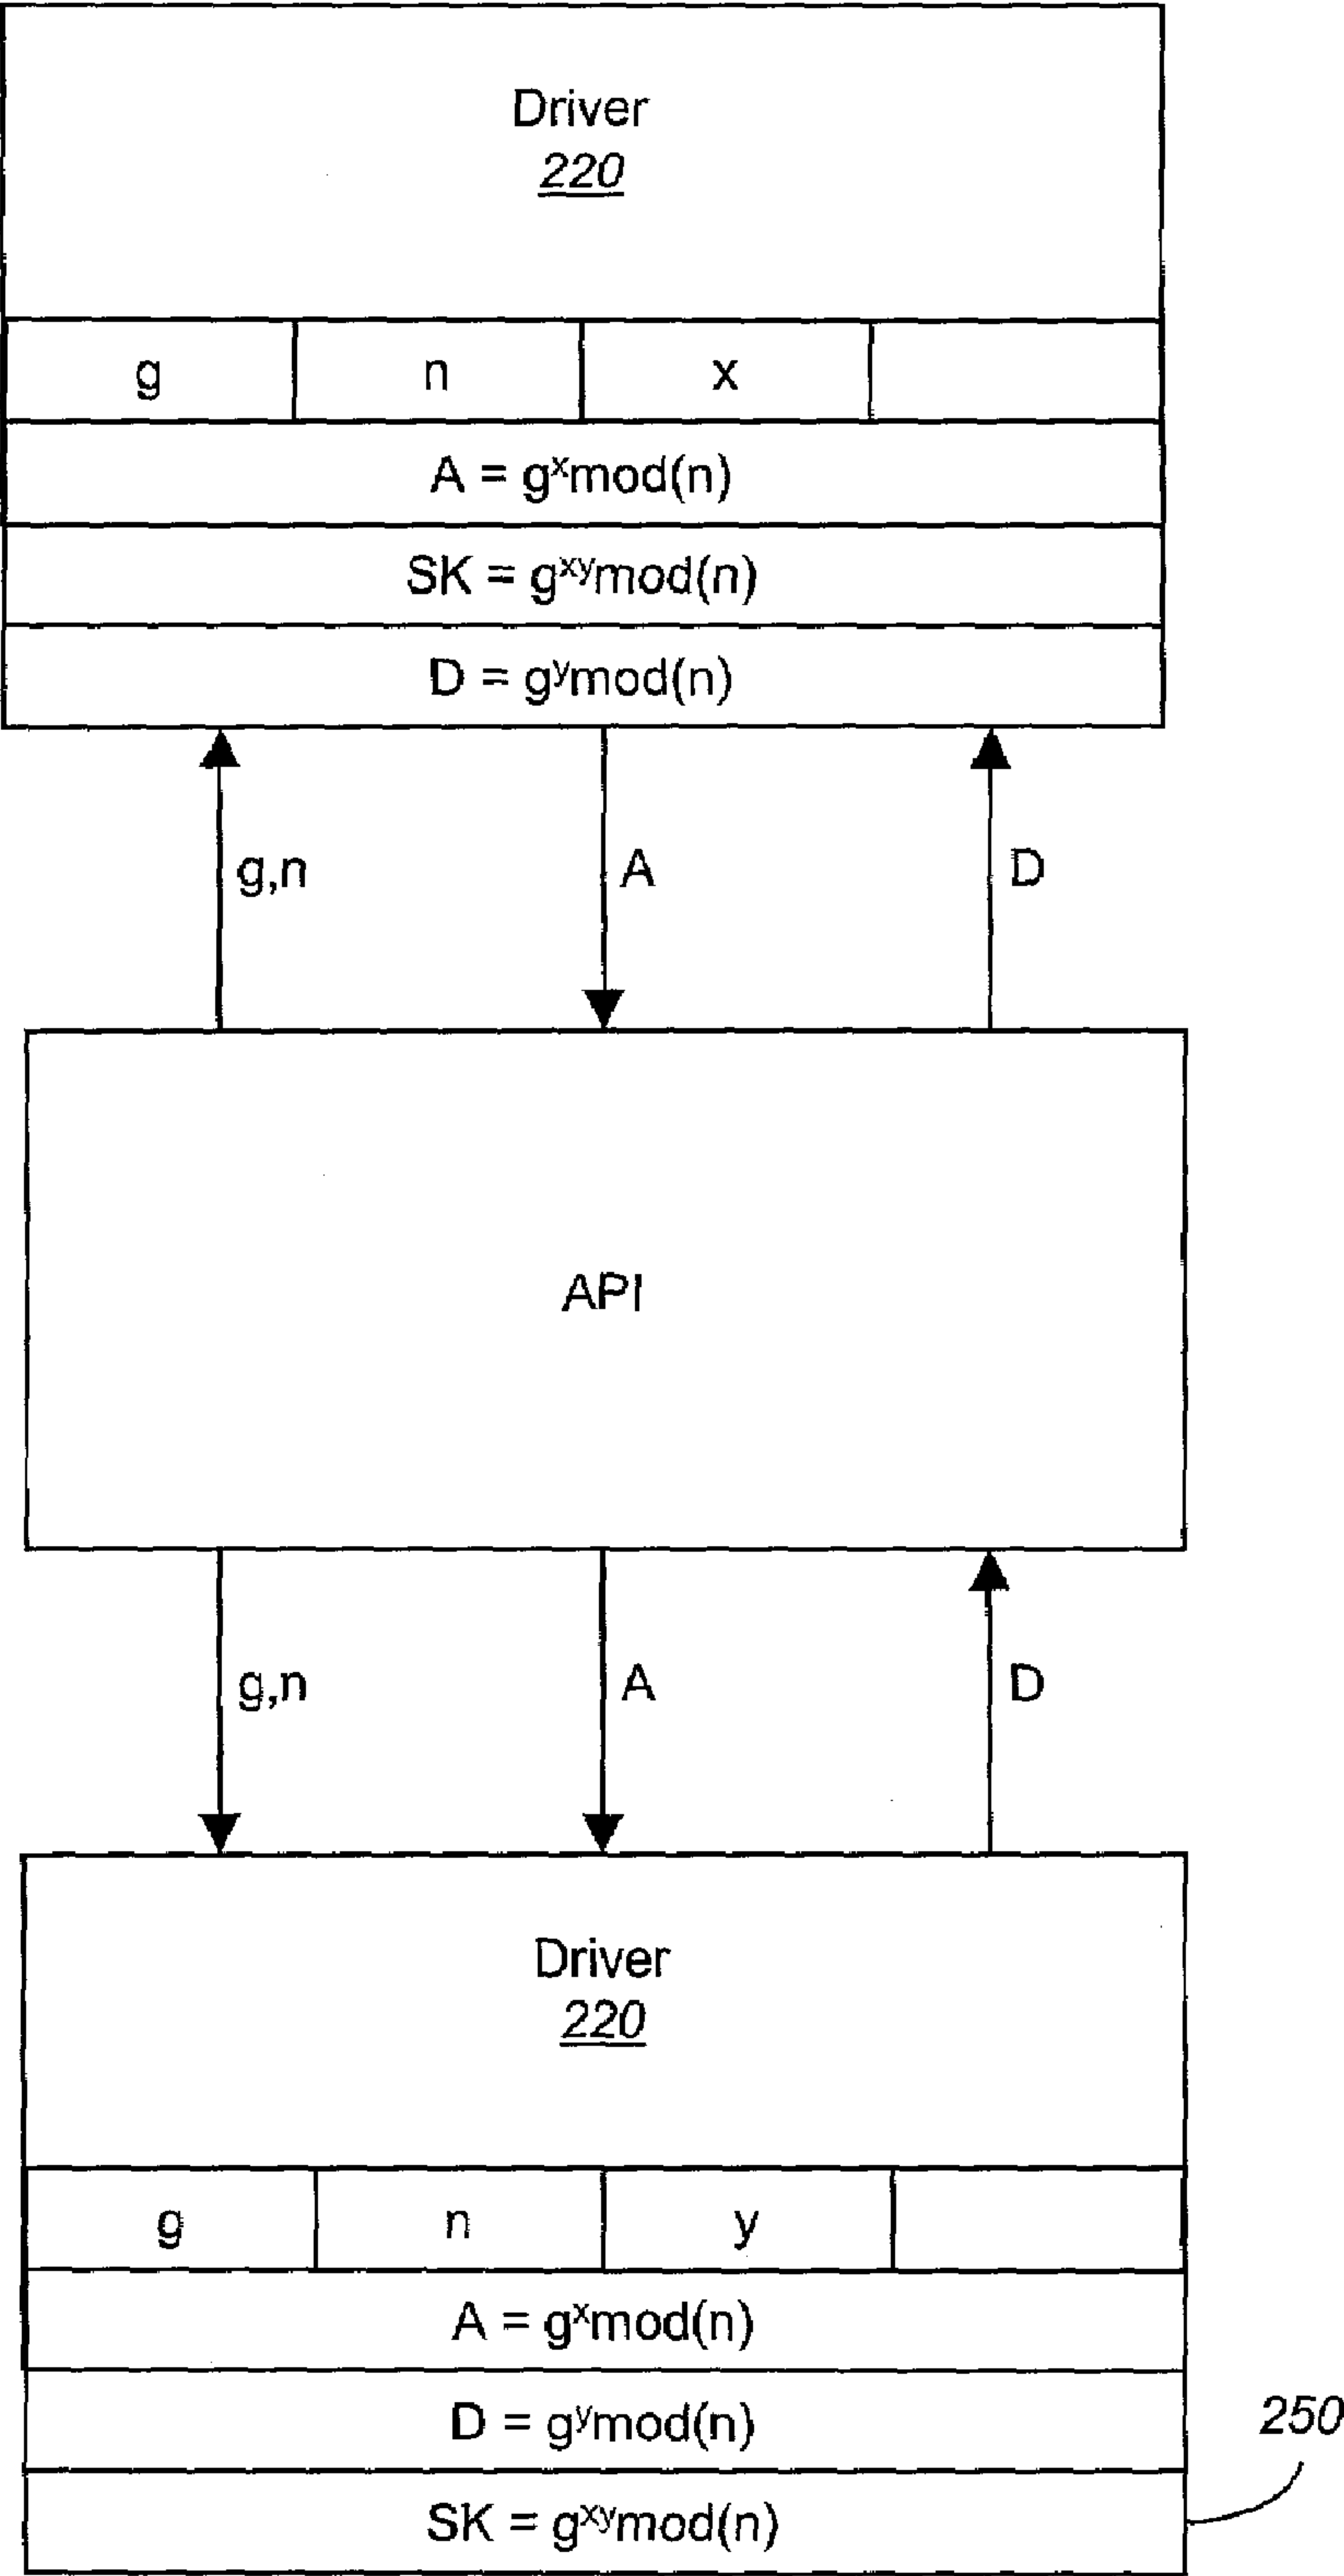 Driver
220
g n x
A = gˣmod(n)
SK = gˣʸmod(n)
D = gʸmod(n)
g,n A D
API
g,n A D
Driver
220
g n y
A = gˣmod(n)
D = gʸmod(n)
250
SK = gˣʸmod(n)